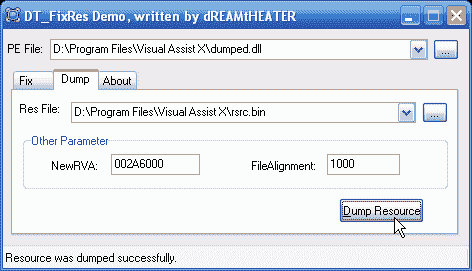 DT_FixRes Demo, written by dREAMtHEATER
PE File: D:\Program Files\Visual Assist X\dumped.dll ...
Fix Dump About
Res File: D:\Program Files\Visual Assist X\rsrc.bin ...
Other Parameter
NewRVA: 002A6000 FileAlignment: 1000
Dump Resource
Resource was dumped successfully.